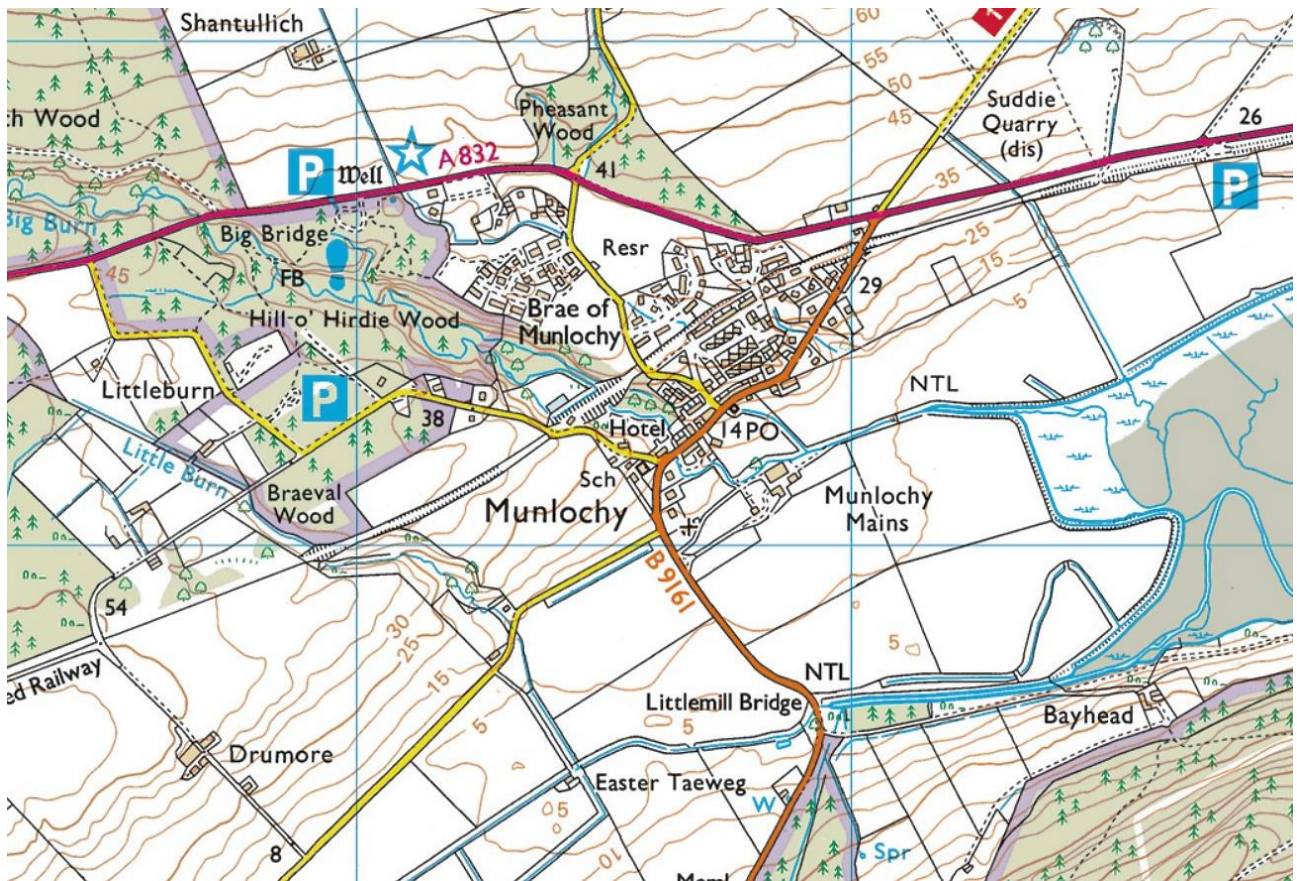 Shantullich
60
55
50
45
1
Pheasant
Wood
th Wood
Suddie
Quarry
(dis)
26
P
Well
A 832
41
35
P
Big Burn
Big Bridge
Resr
25
15
45
FB
29
5
Brae of
Munlochy
Hill-o' Hirdie Wood
Littleburn
P
NTL
38
Hotel
14 PO
Little Burn
Sch
Braeval
Wood
Munlochy
Munlochy
Mains
B 9161
54
30
25
15
5
5
NTL
ed Railway
Littlemill Bridge
5
Bayhead
Drumore
Easter Taeweg
W
5
8
10
Spr